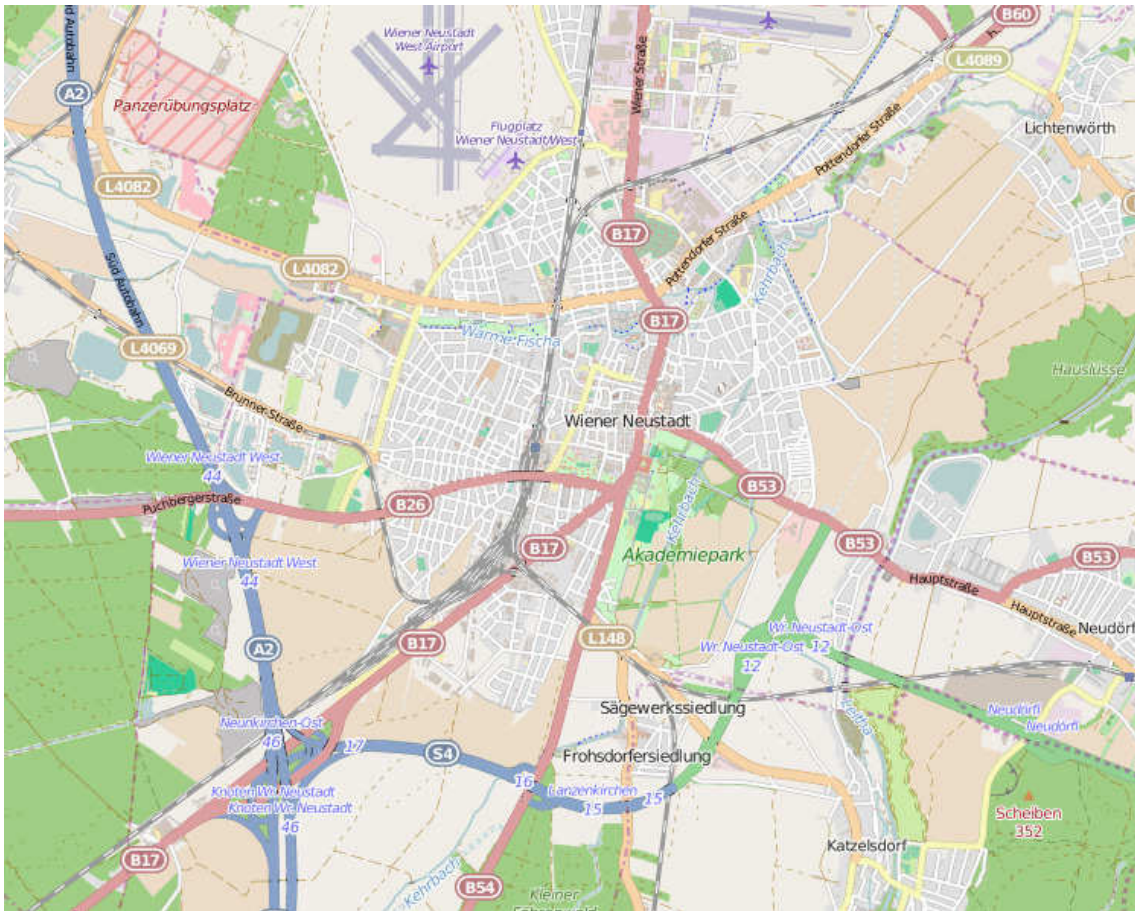 B60
Süd Autobahn
Wiener Neustadt
West Airport
L4089
Wiener Straße
A2
Panzerübungsplatz
Flugplatz
Wiener Neustadt/West
Lichtenwörth
Pottendorfer Straße
L4082
B17
Pottendorfer Straße
Kehrbach
L4082
Süd Autobahn
B17
Warme Fischa
L4069
Hauslüsse
Brunner Straße
Wiener Neustadt
Wiener Neustadt West
44
B53
Kehrbach
Puchbergerstraße
B26
B17
Akademiepark
B53
B53
Wiener Neustadt West
44
Hauptstraße
Hauptstraße
Neudörf
L148
Wr. Neustadt-Ost
12
Wr. Neustadt-Ost
12
B17
A2
Sägewerkssiedlung
Neudörfl
Neudörfl
Neunkirchen-Ost
46
17
S4
Frohsdorfersiedlung
16
Lanzenkirchen
15
15
Knoten Wr. Neustadt
Knoten Wr. Neustadt
46
Scheiben
352
Katzelsdorf
B17
Kehrbach
B54
Kleiner